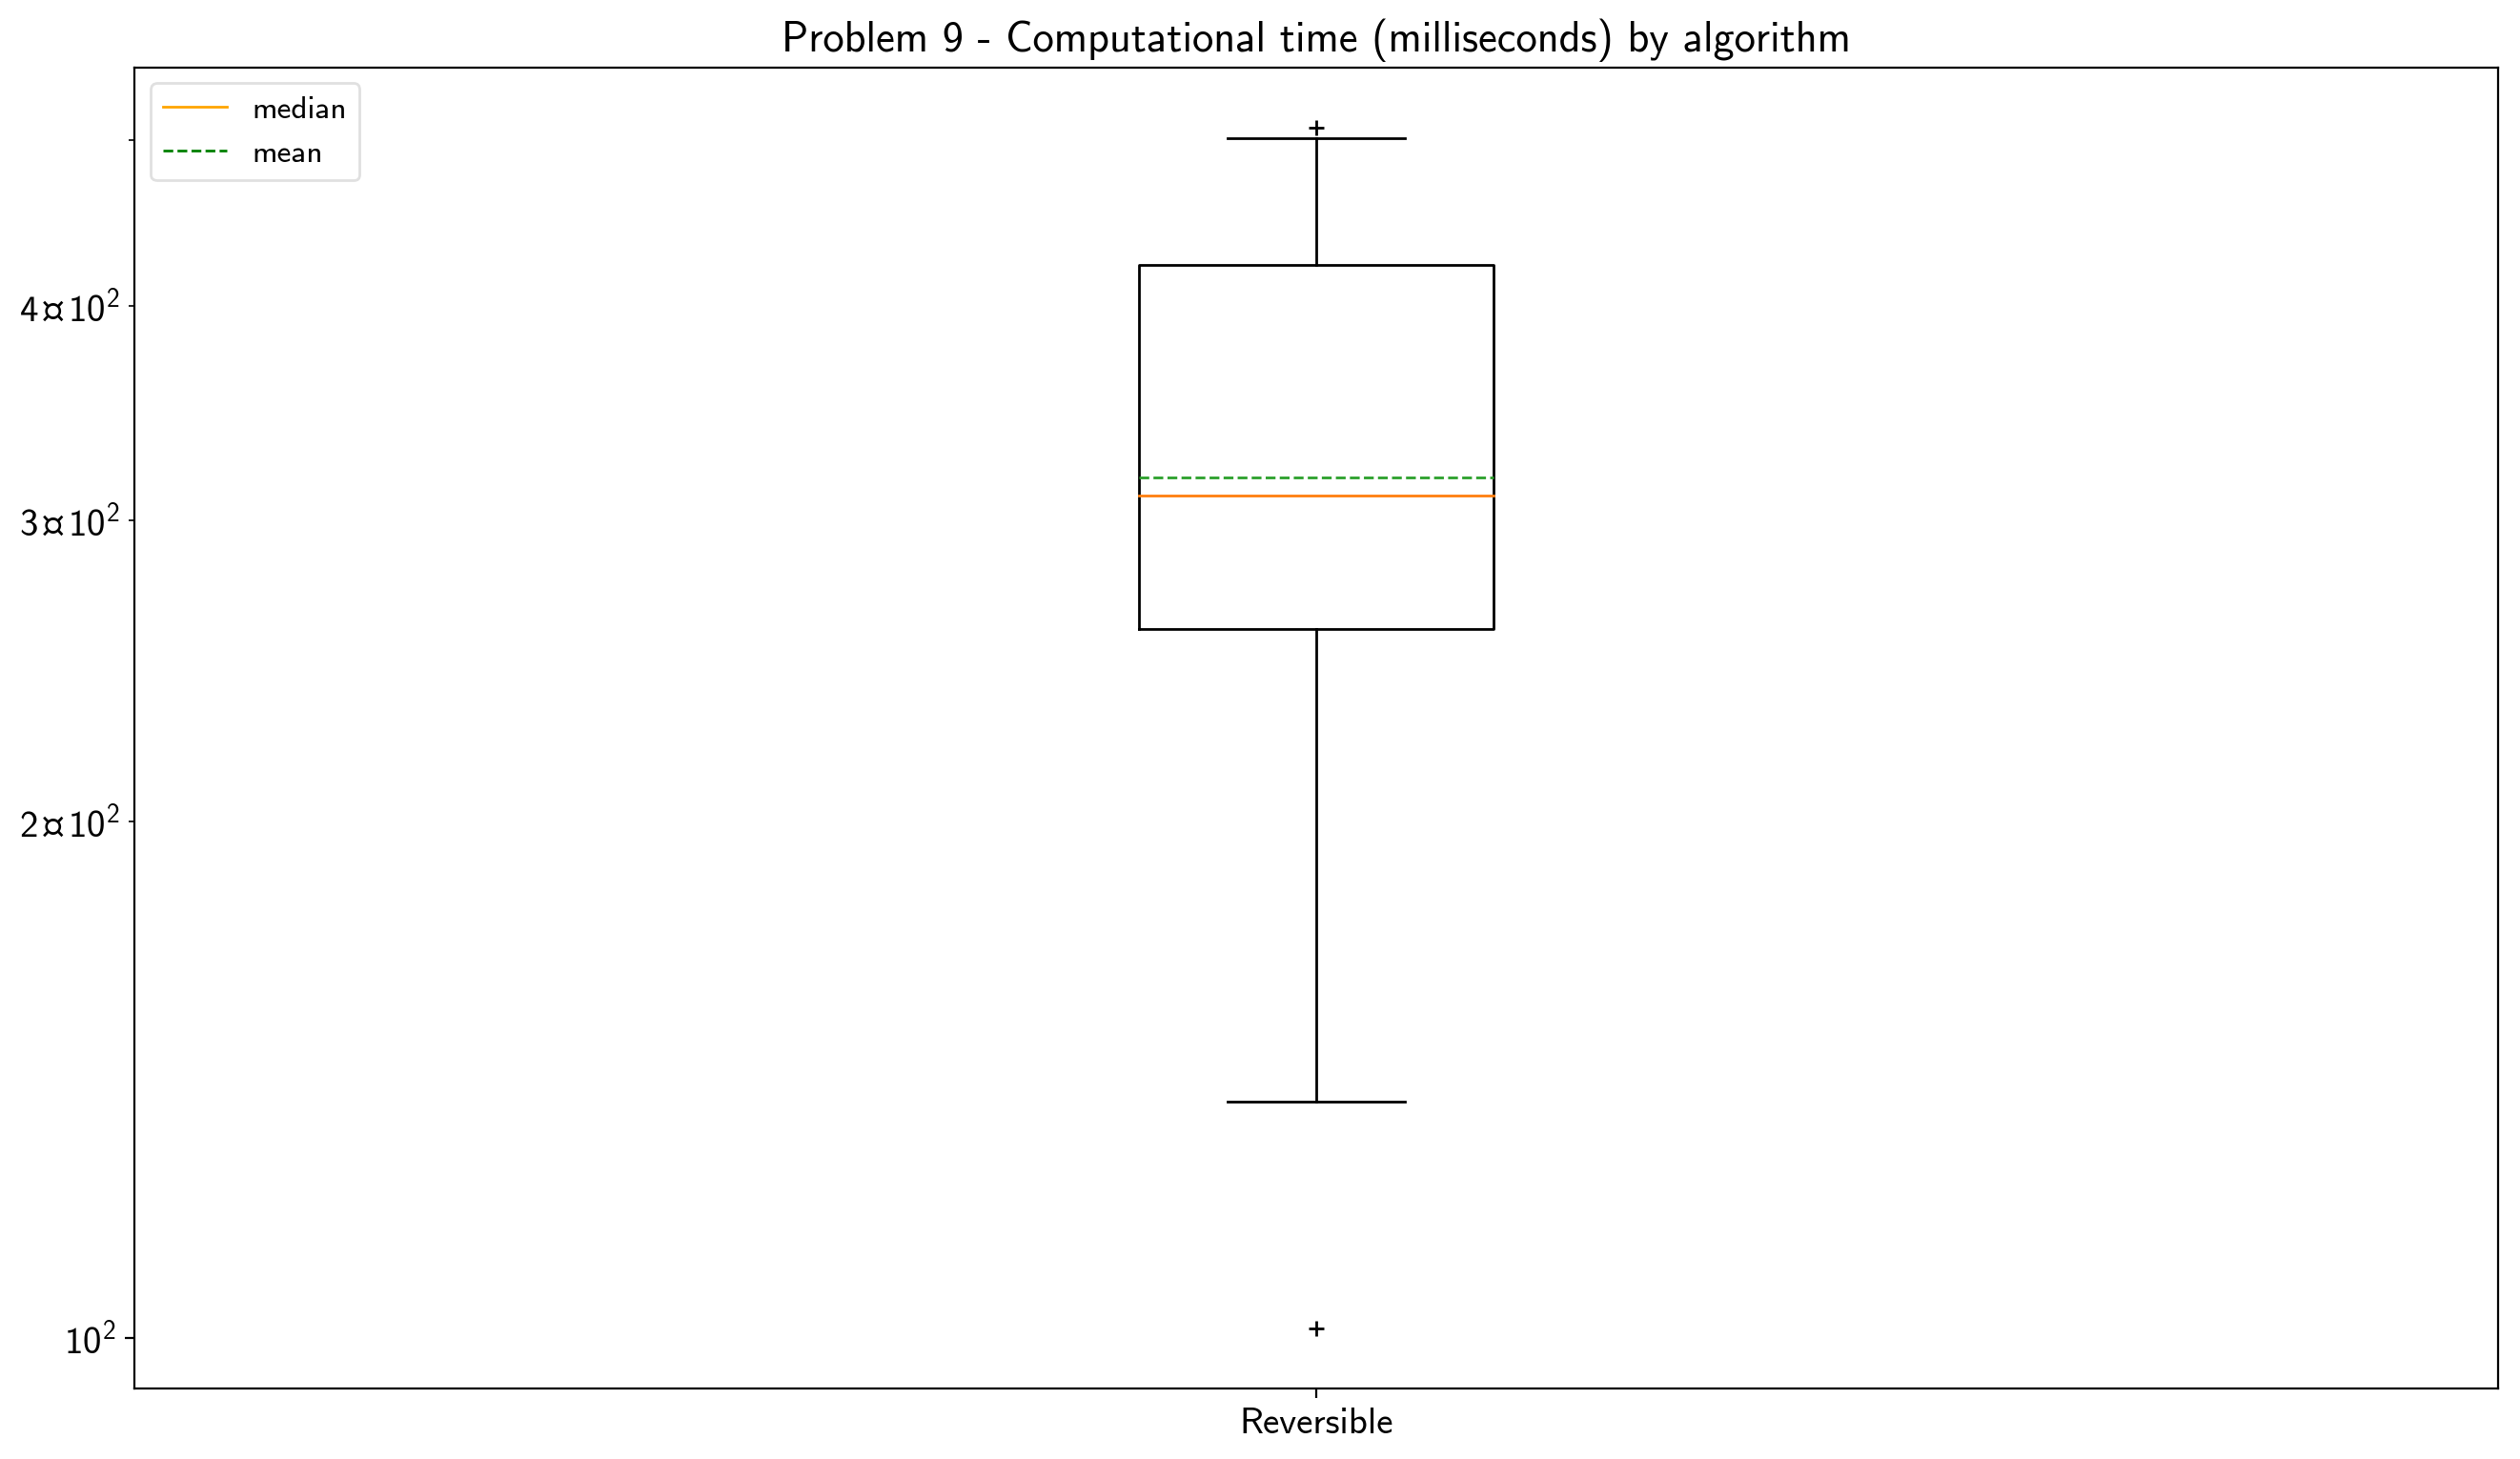 Problem 9 - Computational time (milliseconds) by algorithm
median
mean
4¤10²
3¤10²
2¤10²
10²
Reversible